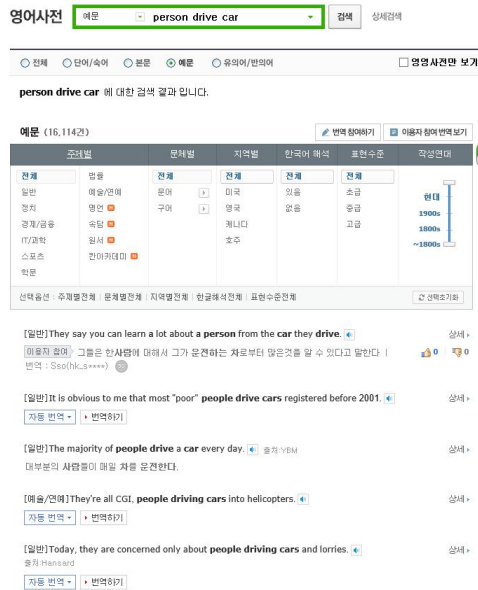 영어사전 예문 person drive car 검색 상세검색
전체 단어/숙어 본문 예문 유의어/반의어 영영사전만 보기
person drive car 에 대한 검색 결과 입니다.
예문 (16,114건) 번역 참여하기 이용자 참여 번역 보기
주제별 문체별 지역별 한국어 해석 표현수준 작성연대
전체 법률 전체 전체 전체 전체
일반 예술/연예 문어 미국 있음 초급 현대
정치 명언 구어 영국 없음 중급 1900s
경제/금융 속담 캐나다 고급 1800s
IT/과학 일서 호주 ~1800s
스포츠 한이카데미
학문
선택옵션 : 주제별전체 | 문체별전체 | 지역별전체 | 한글해석전체 | 표현수준전체 선택초기화
[일반]They say you can learn a lot about a person from the car they drive. 상세
이용자 참여 그들은 한사람에 대해서 그가 운전하는 차로부터 많은것을 알 수 있다고 말한다 | 0 0
번역 : Sso(hk_s****)
[일반]It is obvious to me that most "poor" people drive cars registered before 2001. 상세
자동 번역 번역하기
[일반]The majority of people drive a car every day. 출처:YBM 상세
대부분의 사람들이 매일 차를 운전한다.
[예술/연예]They're all CGI, people driving cars into helicopters. 상세
자동 번역 번역하기
[일반]Today, they are concerned only about people driving cars and lorries. 상세
출처:Hansard
자동 번역 번역하기